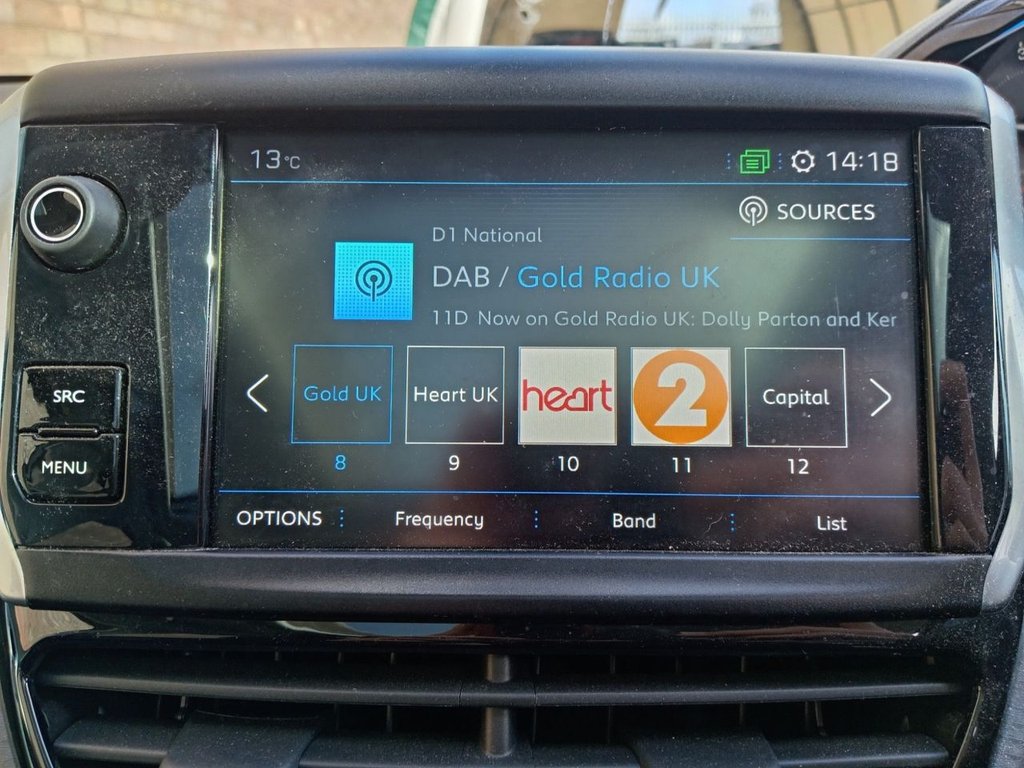 13°C 14:18
SOURCES
D1 National
DAB / Gold Radio UK
11D Now on Gold Radio UK: Dolly Parton and Ker
SRC
MENU
Gold UK Heart UK heart 2 Capital
8 9 10 11 12
OPTIONS Frequency Band List